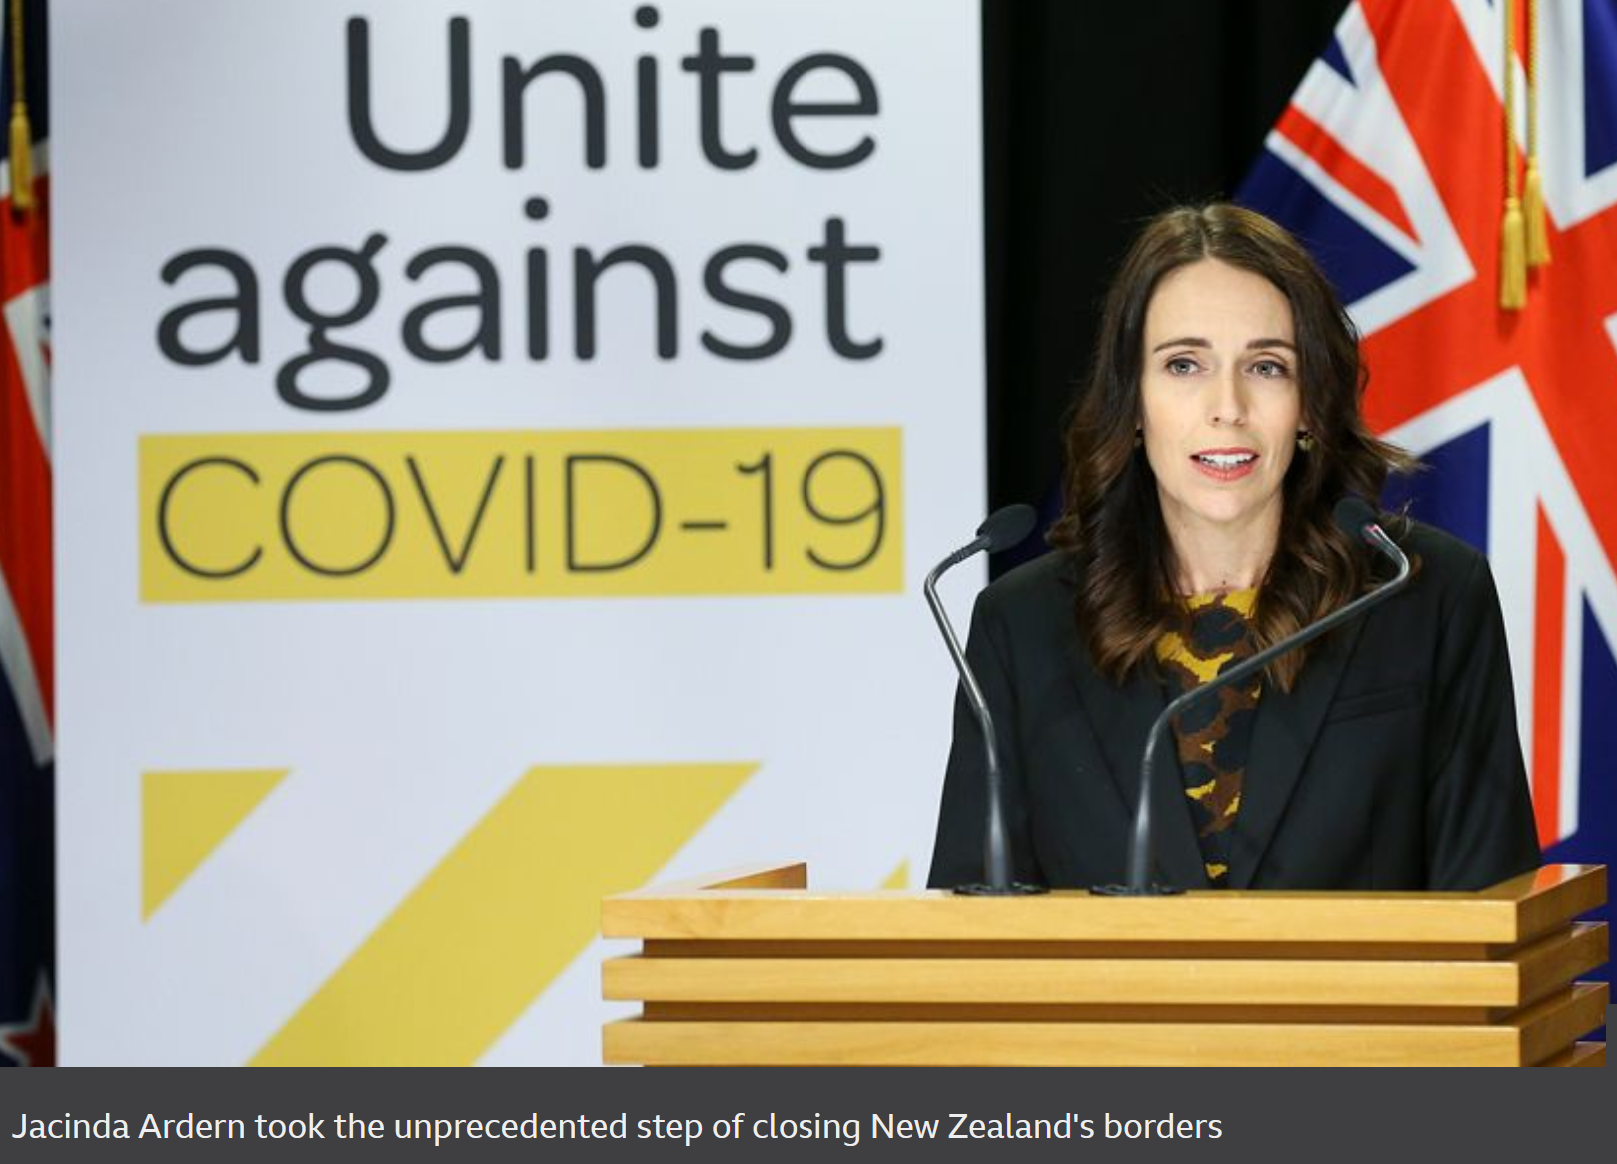 Unite
against
COVID-19
Jacinda Ardern took the unprecedented step of closing New Zealand's borders